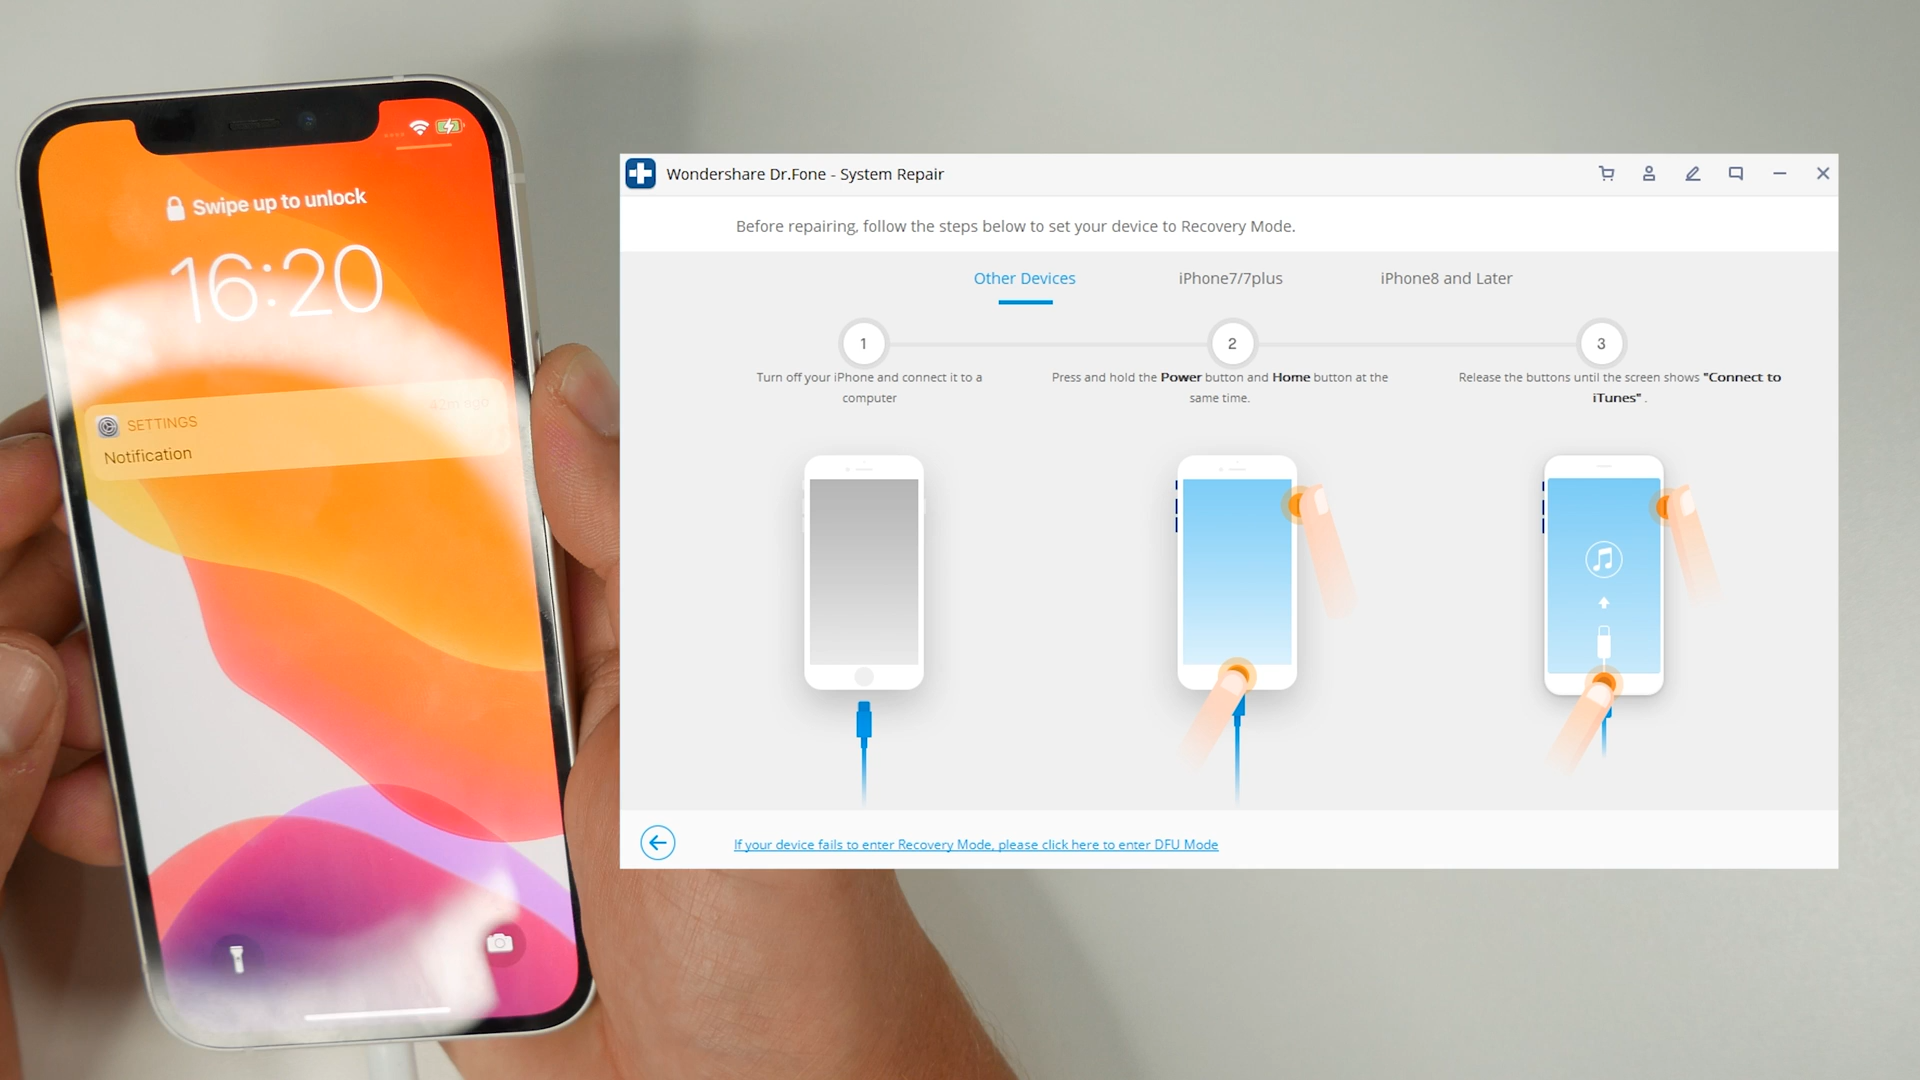 Swipe up to unlock
16:20
SETTINGS
42m ago
Notification
Wondershare Dr.Fone - System Repair
Before repairing, follow the steps below to set your device to Recovery Mode.
Other Devices
iPhone7/7plus
iPhone8 and Later
1
2
3
Turn off your iPhone and connect it to a
computer
Press and hold the Power button and Home button at the
same time.
Release the buttons until the screen shows "Connect to
iTunes" .
If your device fails to enter Recovery Mode, please click here to enter DFU Mode